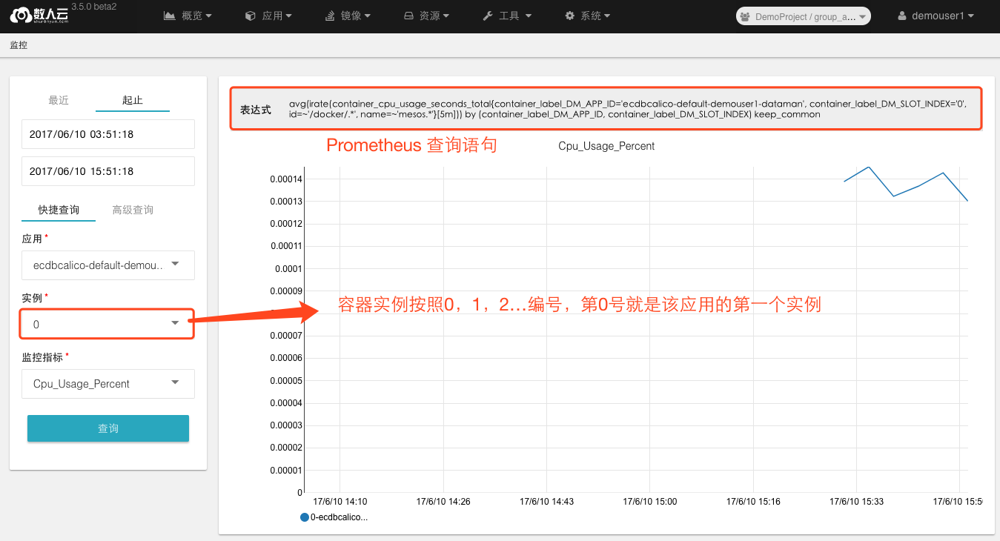 数人云 3.5.0 beta2
shurenyun.com
概览
应用
镜像
资源
工具
系统
DemoProject / group_a...
demouser1
监控
最近 起止
2017/06/10 03:51:18
2017/06/10 15:51:18
快捷查询 高级查询
应用 *
ecdbcalico-default-demou..
实例 *
0
监控指标 *
Cpu_Usage_Percent
查询
表达式
avg(irate(container_cpu_usage_seconds_total{container_label_DM_APP_ID='ecdbcalico-default-demouser1-dataman', container_label_DM_SLOT_INDEX='0',
id=~'/docker/.*', name=~'mesos.*'}[5m])) by (container_label_DM_APP_ID, container_label_DM_SLOT_INDEX) keep_common
Prometheus 查询语句
Cpu_Usage_Percent
0.00014
0.00013
0.00012
0.00011
0.0001
0.00009
容器实例按照0，1，2...编号，第0号就是该应用的第一个实例
0.00007
0.00006
0.00005
0.00004
0.00003
0.00002
0.00001
0
17/6/10 14:10
17/6/10 14:26
17/6/10 14:43
17/6/10 15:00
17/6/10 15:16
17/6/10 15:33
17/6/10 15:5
0-ecdbcalico...